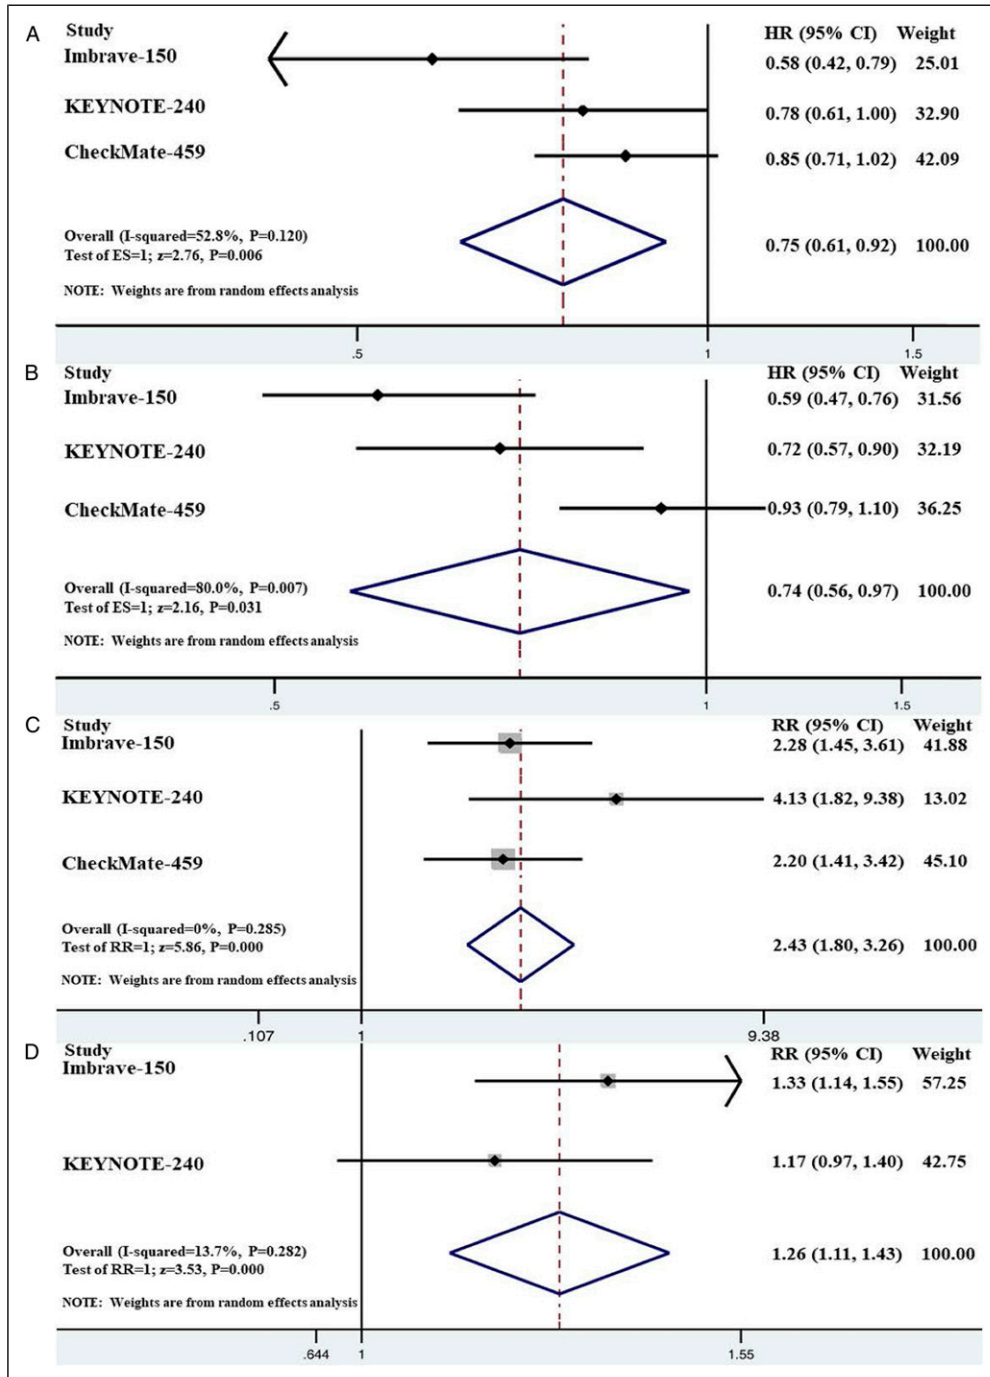 A
Study HR (95% CI) Weight
Imbrave-150 0.58 (0.42, 0.79) 25.01
KEYNOTE-240 0.78 (0.61, 1.00) 32.90
CheckMate-459 0.85 (0.71, 1.02) 42.09
Overall (I-squared=52.8%, P=0.120) 0.75 (0.61, 0.92) 100.00
Test of ES=1; z=2.76, P=0.006
NOTE: Weights are from random effects analysis
.5 1 1.5
B
Study HR (95% CI) Weight
Imbrave-150 0.59 (0.47, 0.76) 31.56
KEYNOTE-240 0.72 (0.57, 0.90) 32.19
CheckMate-459 0.93 (0.79, 1.10) 36.25
Overall (I-squared=80.0%, P=0.007) 0.74 (0.56, 0.97) 100.00
Test of ES=1; z=2.16, P=0.031
NOTE: Weights are from random effects analysis
.5 1 1.5
C
Study RR (95% CI) Weight
Imbrave-150 2.28 (1.45, 3.61) 41.88
KEYNOTE-240 4.13 (1.82, 9.38) 13.02
CheckMate-459 2.20 (1.41, 3.42) 45.10
Overall (I-squared=0%, P=0.285) 2.43 (1.80, 3.26) 100.00
Test of RR=1; z=5.86, P=0.000
NOTE: Weights are from random effects analysis
.107 1 9.38
D
Study RR (95% CI) Weight
Imbrave-150 1.33 (1.14, 1.55) 57.25
KEYNOTE-240 1.17 (0.97, 1.40) 42.75
Overall (I-squared=13.7%, P=0.282) 1.26 (1.11, 1.43) 100.00
Test of RR=1; z=3.53, P=0.000
NOTE: Weights are from random effects analysis
.644 1 1.55